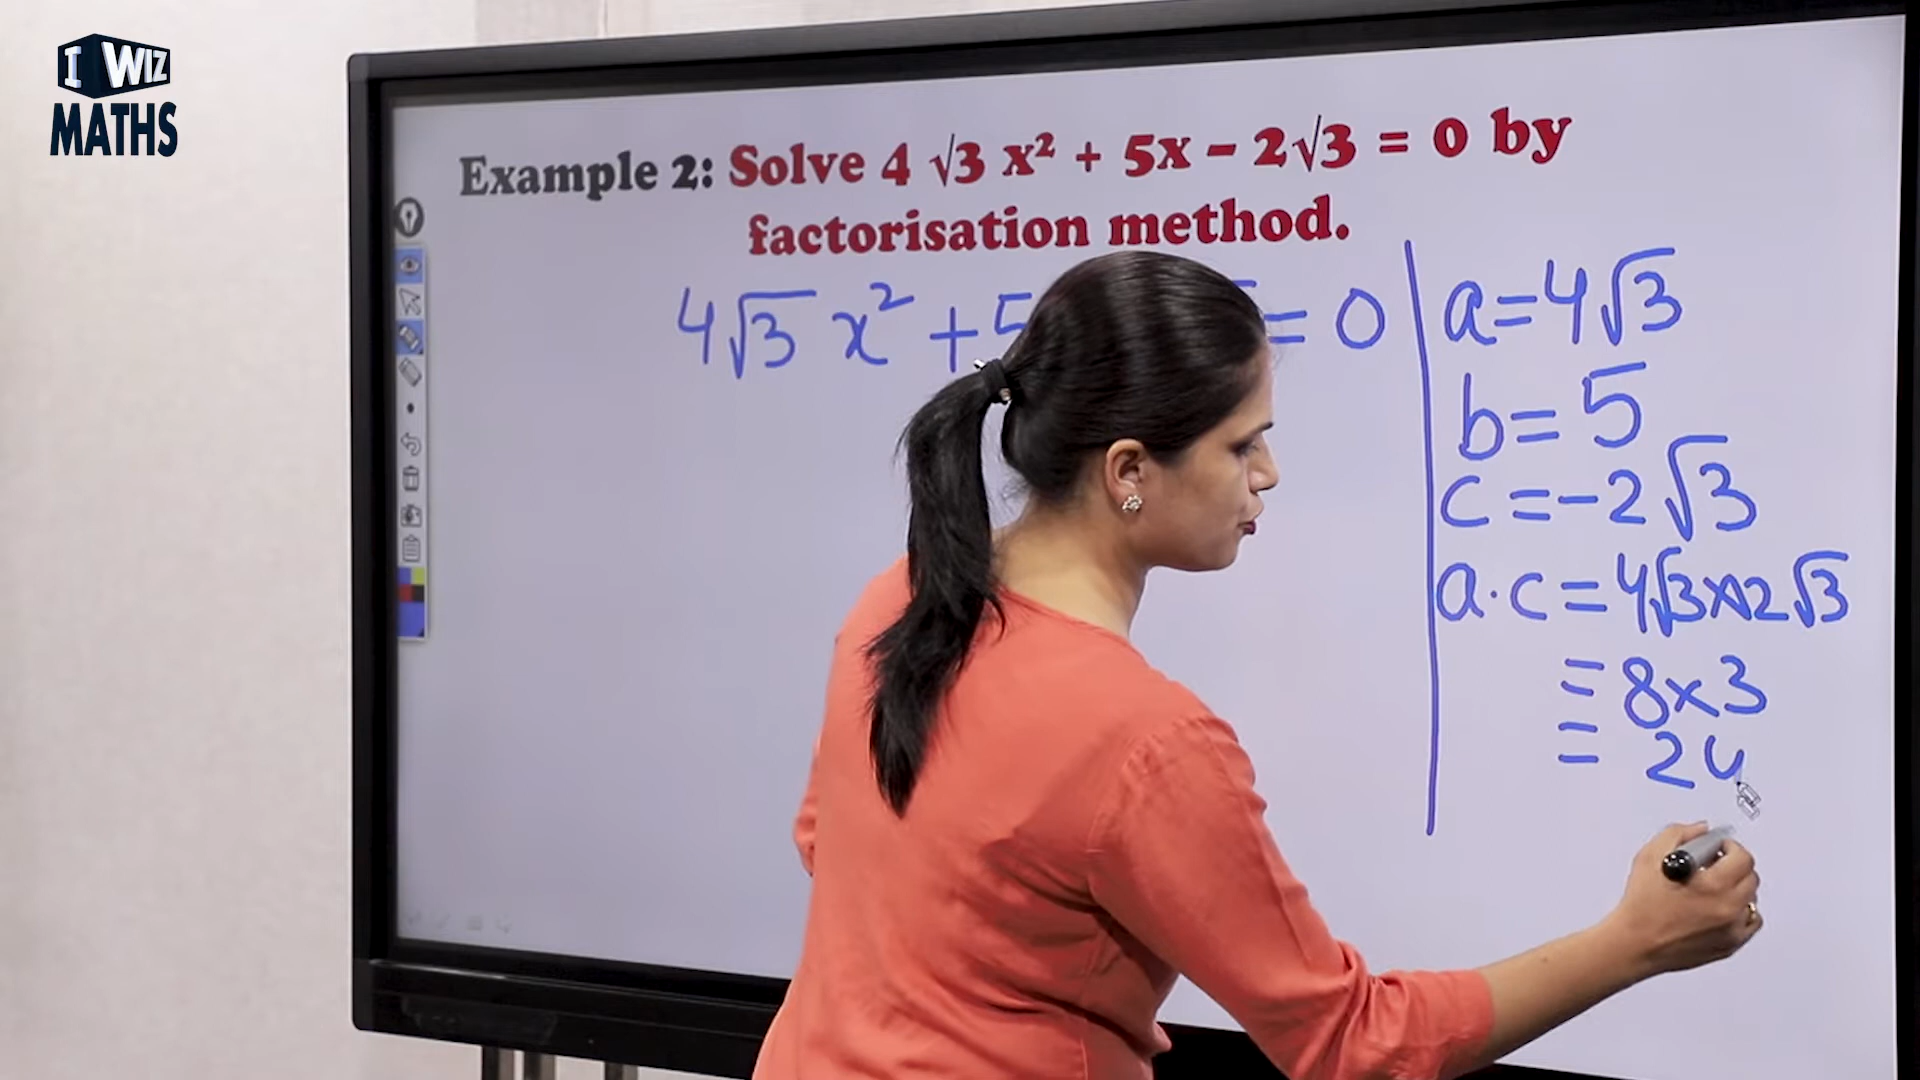 I WIZ
MATHS
Example 2: Solve 4 √3 x² + 5x - 2√3 = 0 by
factorisation method.
4√3 x² + 5 = 0
a = 4√3
b = 5
c = -2√3
a·c = 4√3×2√3
= 8×3
= 24